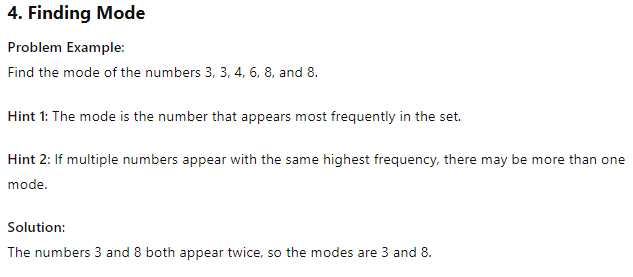 4. Finding Mode
Problem Example:
Find the mode of the numbers 3, 3, 4, 6, 8, and 8.
Hint 1: The mode is the number that appears most frequently in the set.
Hint 2: If multiple numbers appear with the same highest frequency, there may be more than one
mode.
Solution:
The numbers 3 and 8 both appear twice, so the modes are 3 and 8.